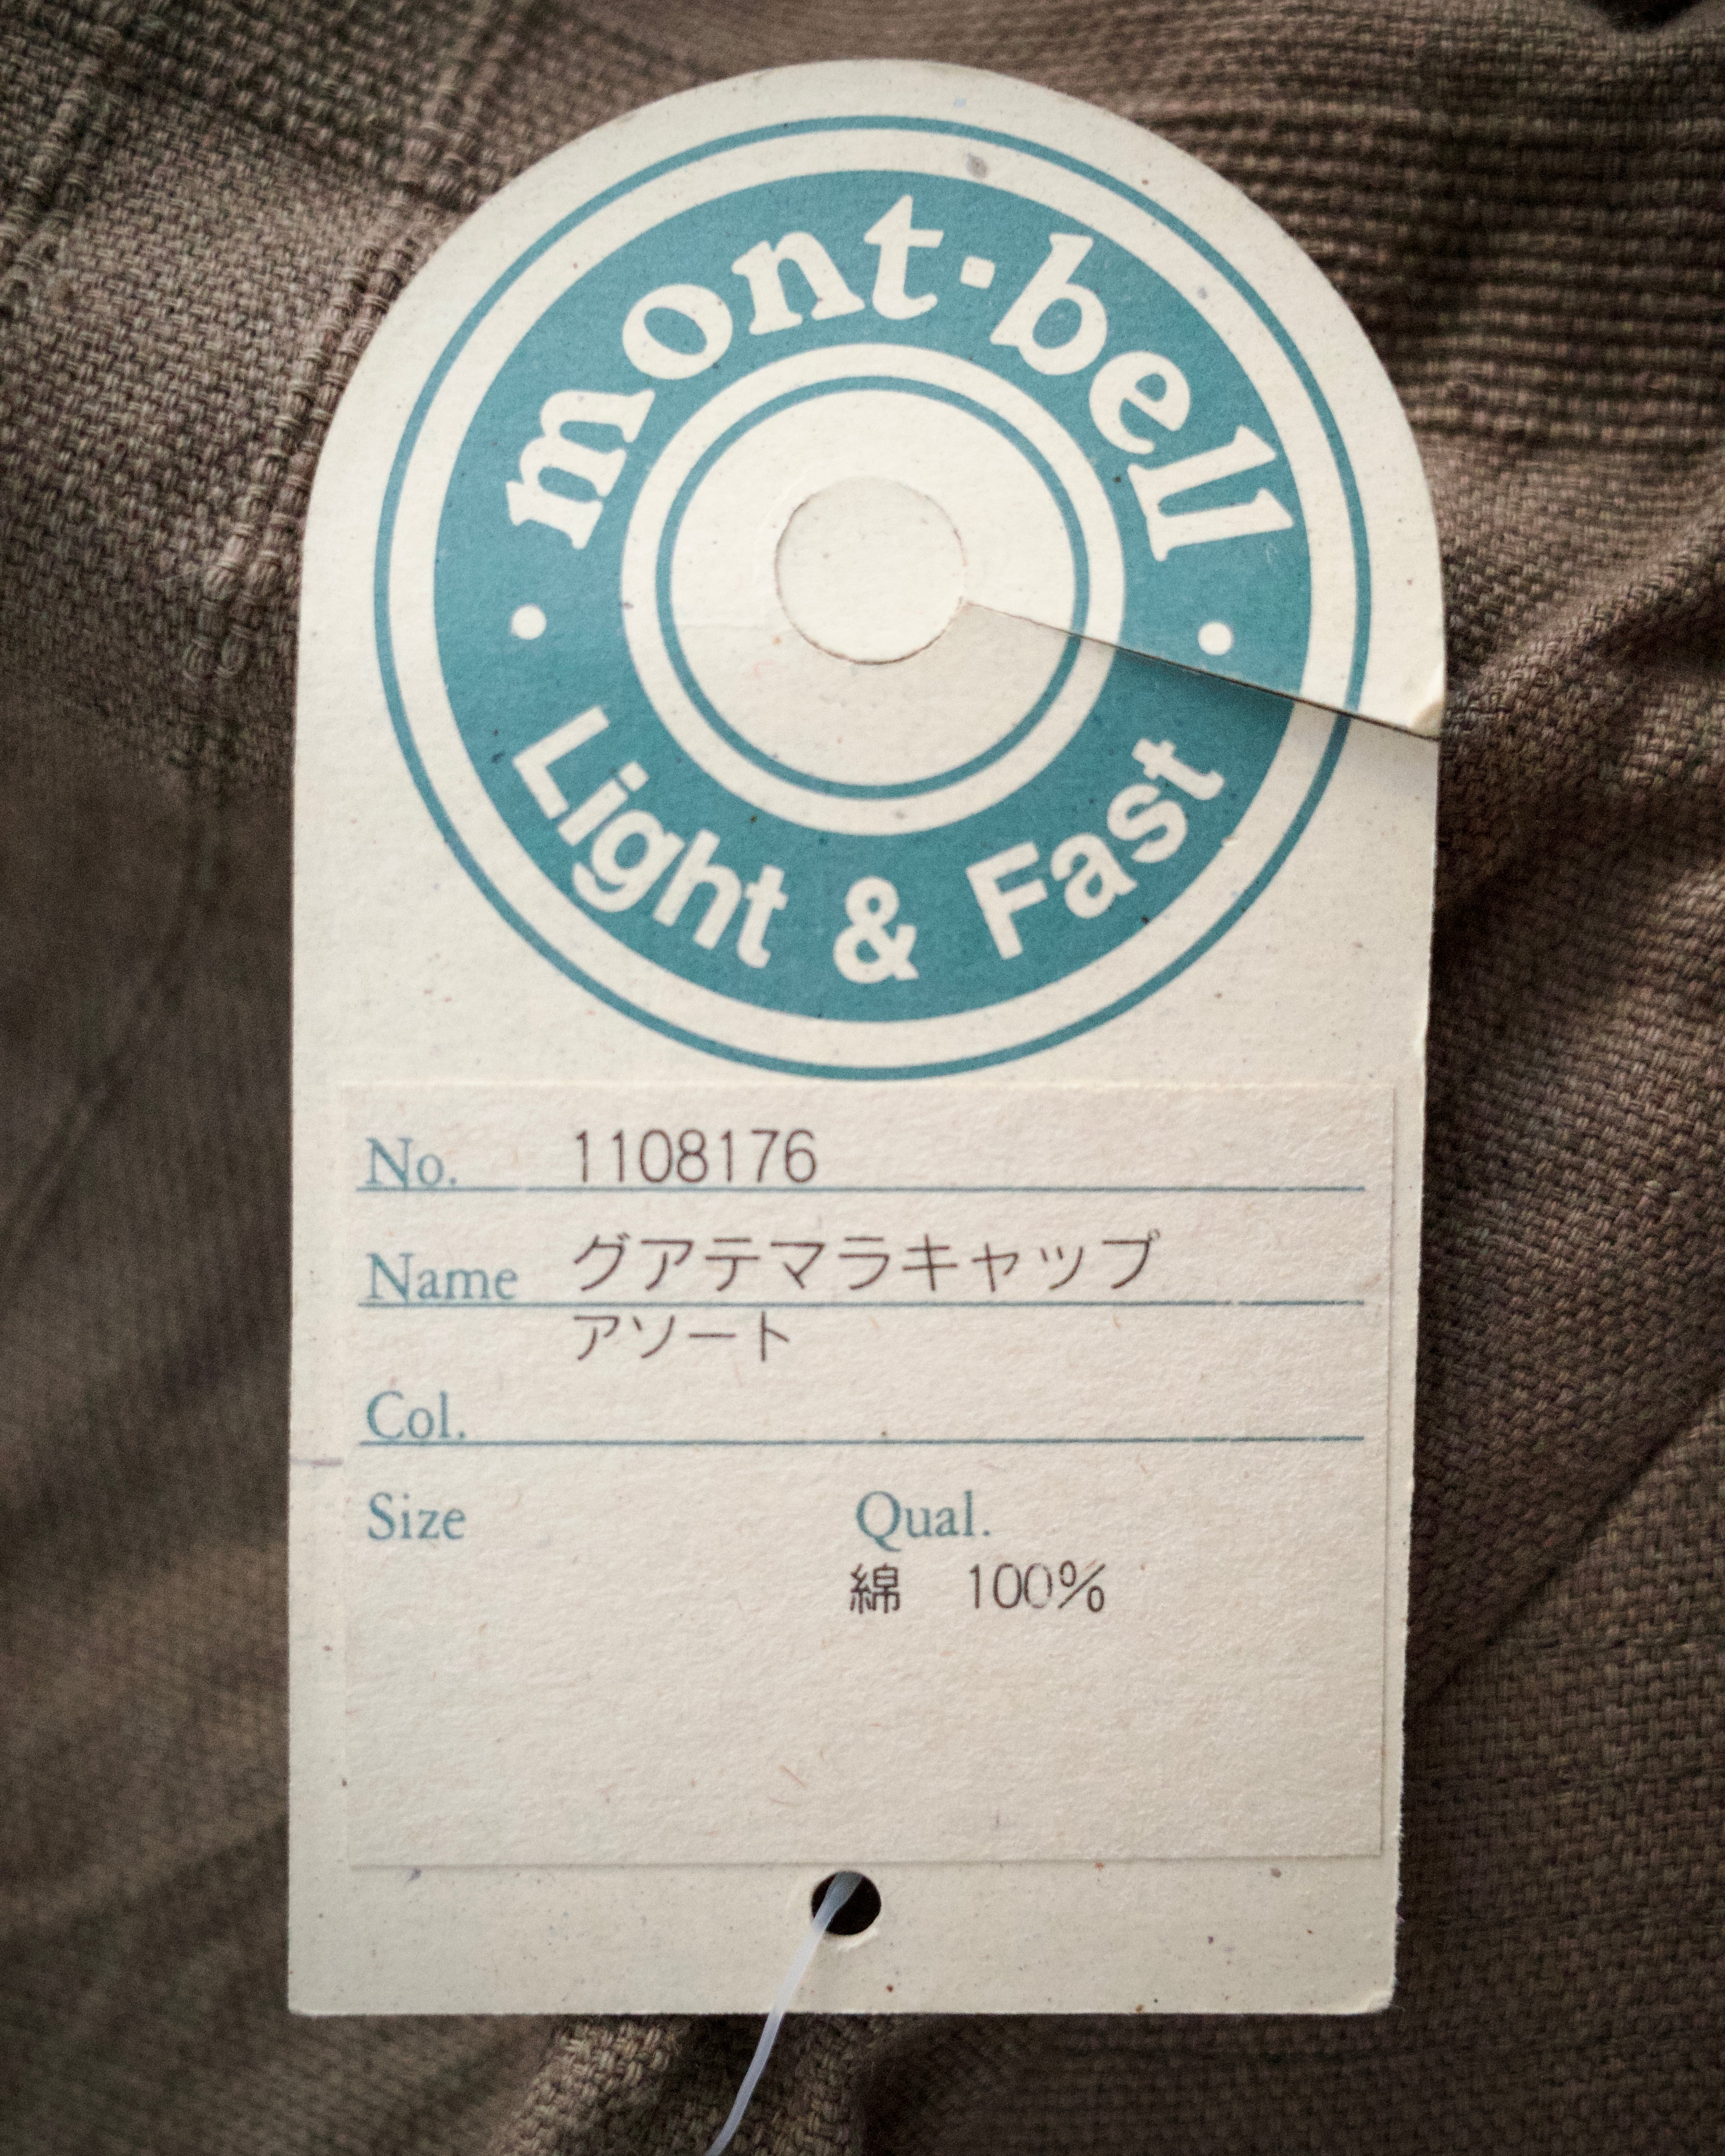 mont·bell
Light & Fast
No. 1108176
Name グアテマラキャップ
アソート
Col.
Size Qual.
綿 100%